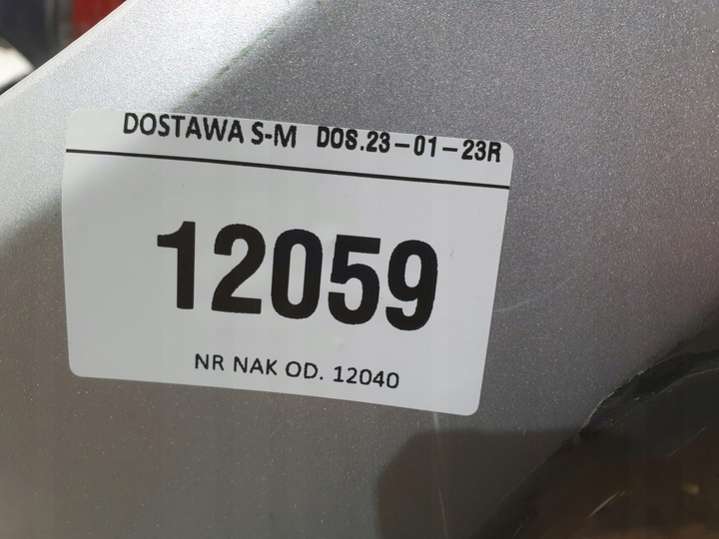 DOSTAWA S-M DOS.23-01-23R
12059
NR NAK OD. 12040